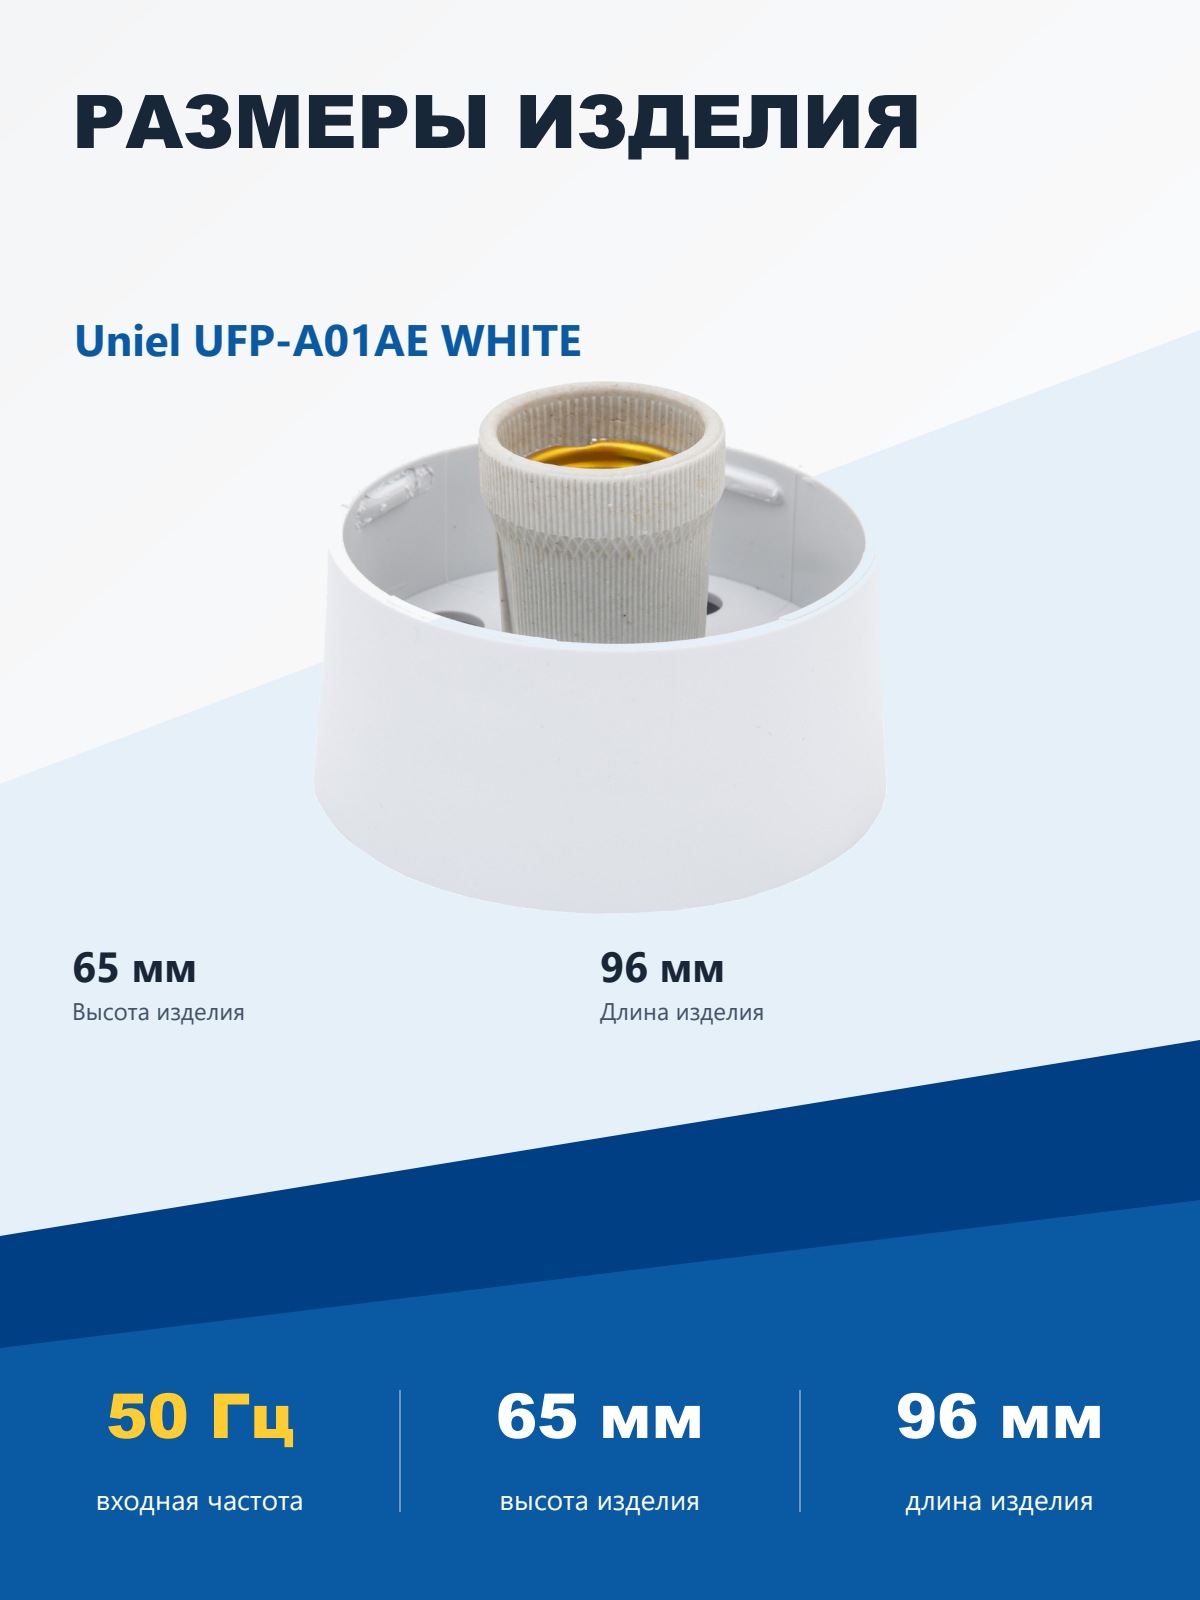 РАЗМЕРЫ ИЗДЕЛИЯ
Uniel UFP-A01AE WHITE
65 мм
Высота изделия
96 мм
Длина изделия
50 Гц
входная частота
65 мм
высота изделия
96 мм
длина изделия